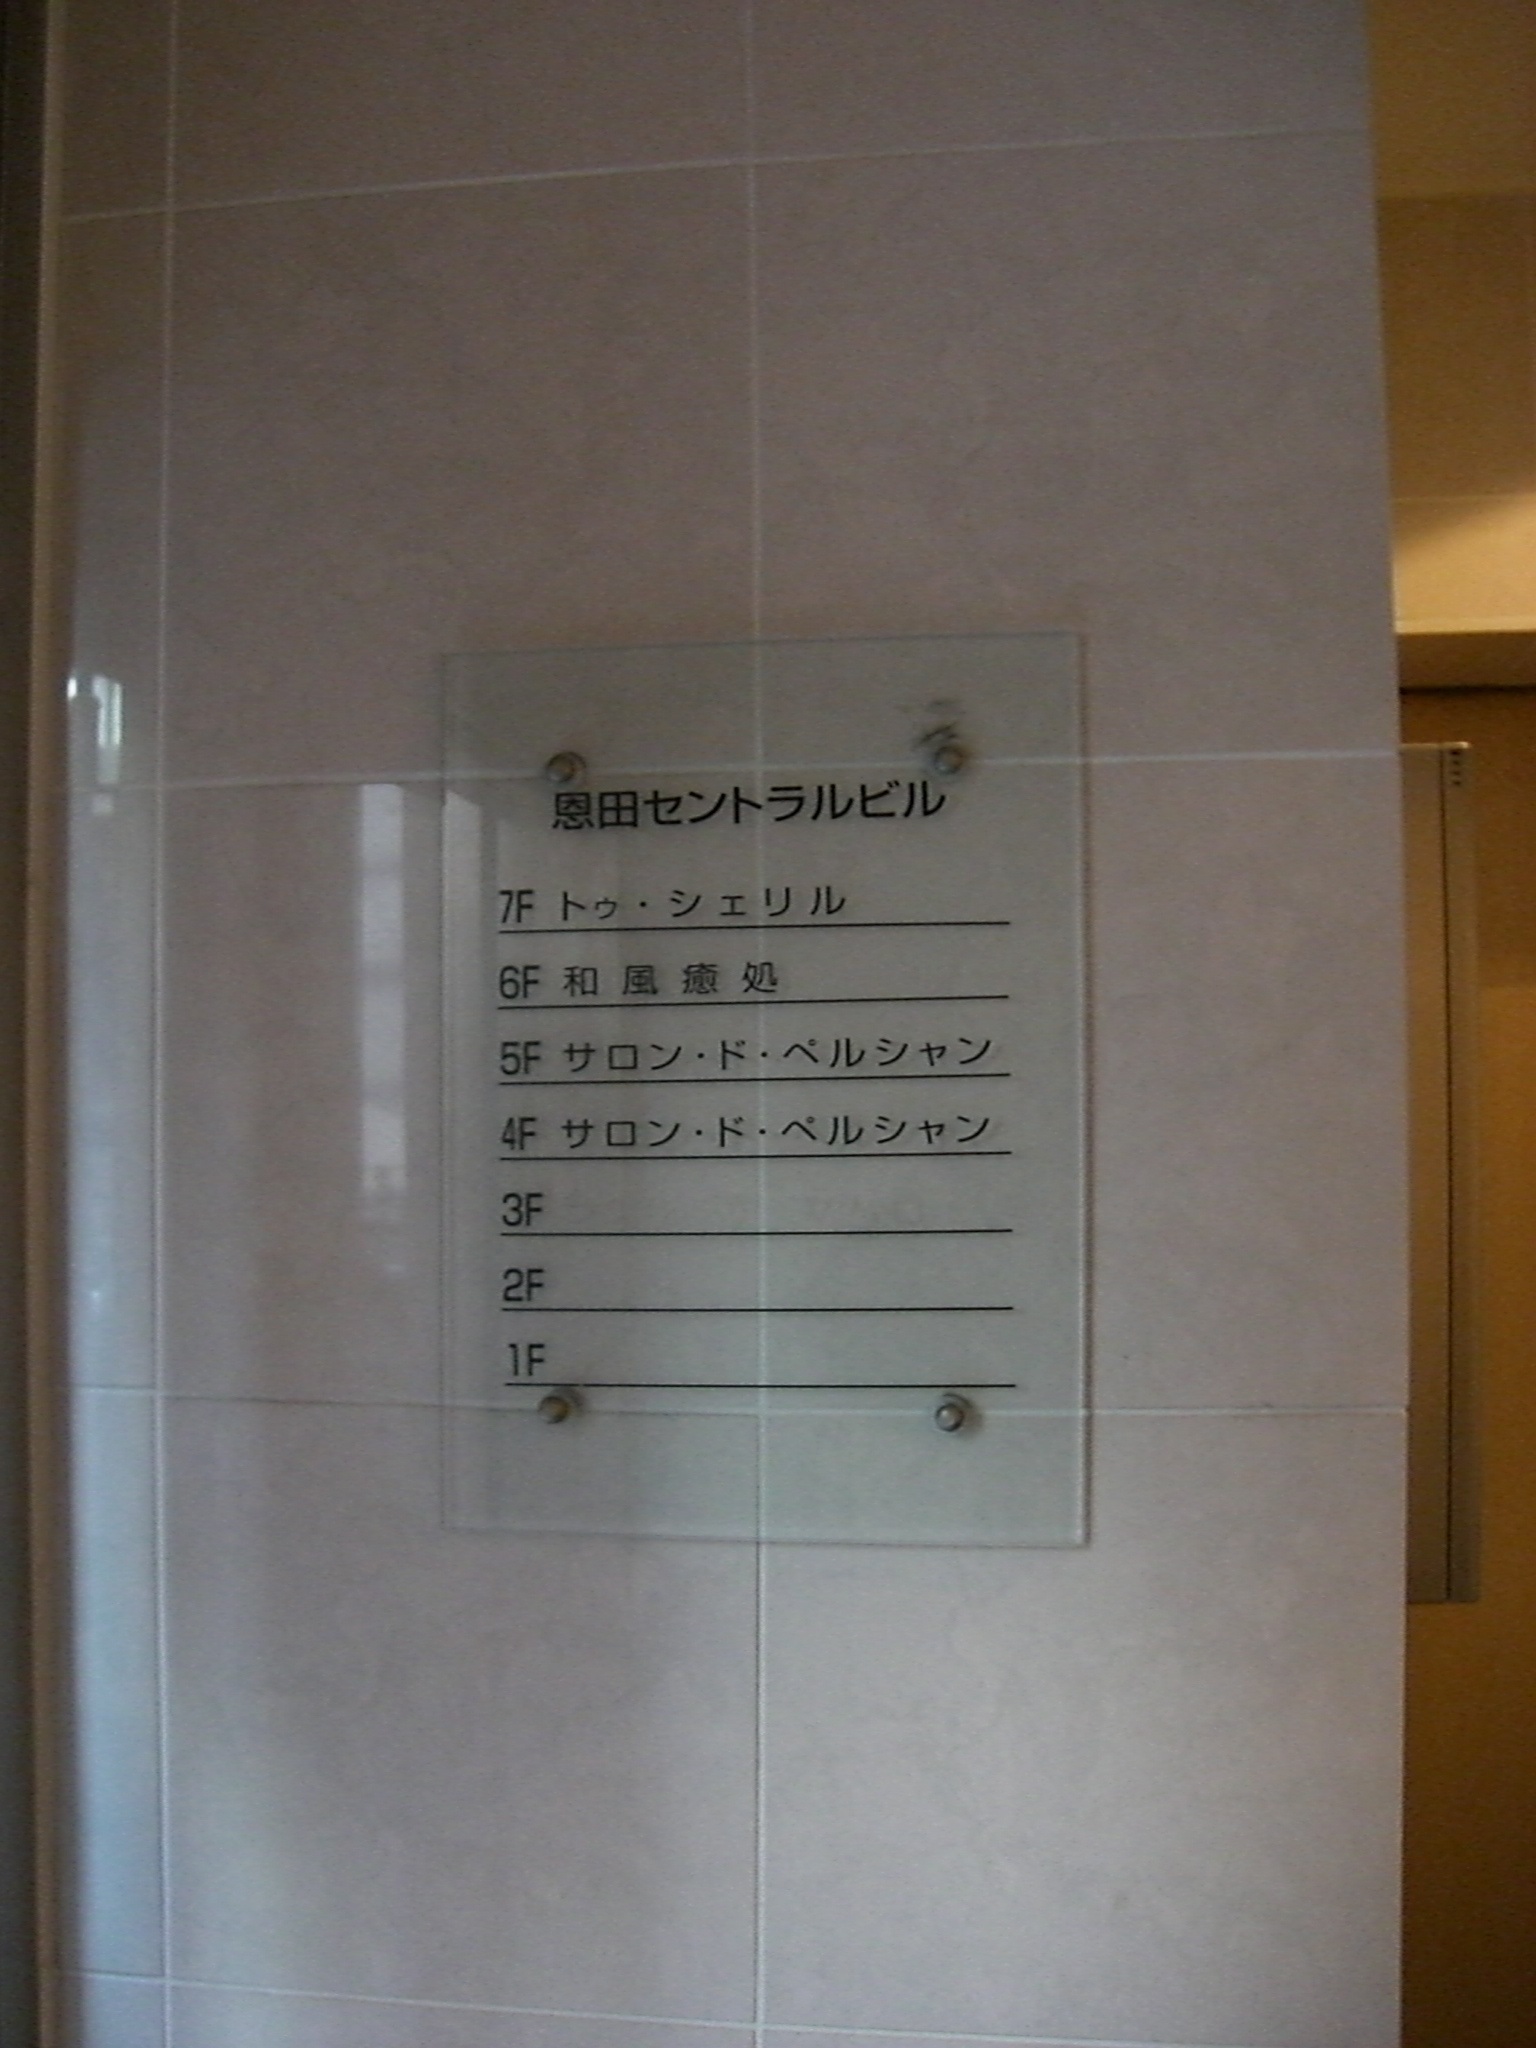 恩田セントラルビル
7F トゥ・シェリル
6F 和風癒処
5F サロン・ド・ペルシャン
4F サロン・ド・ペルシャン
3F
2F
1F